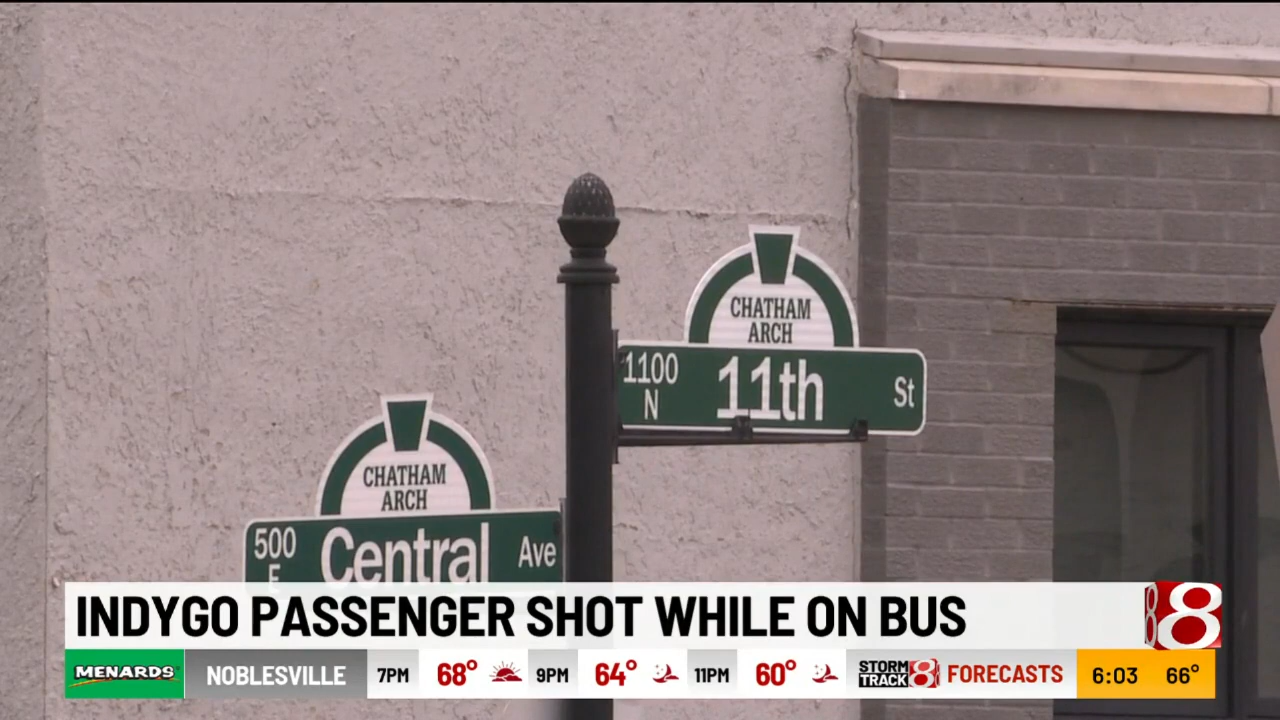 CHATHAM
ARCH
1100
N
11th St
CHATHAM
ARCH
500
E
Central Ave
INDYGO PASSENGER SHOT WHILE ON BUS
8
MENARDS
NOBLESVILLE
7PM 68° 9PM 64° 11PM 60°
STORM
TRACK 8 FORECASTS
6:03 66°